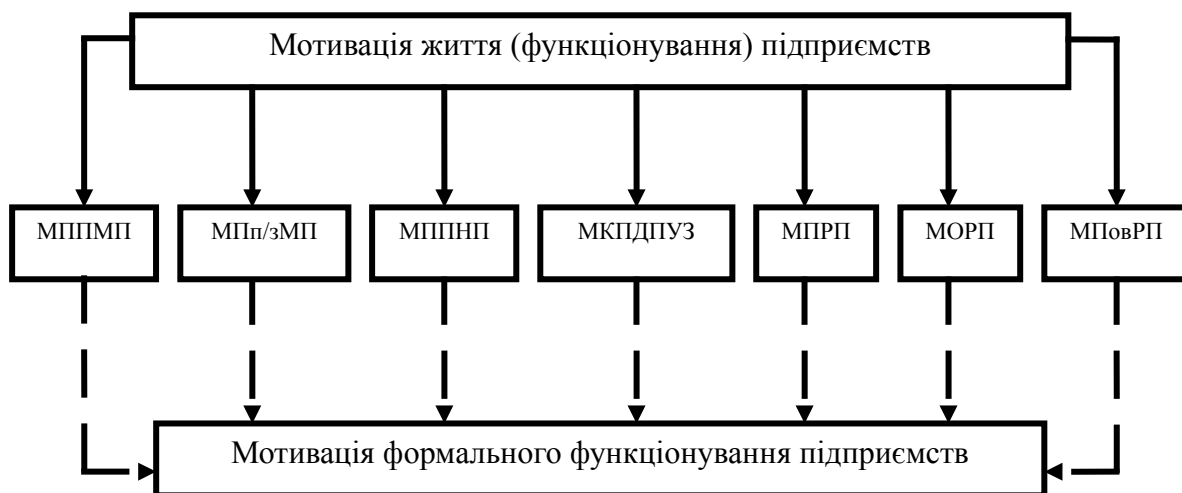 Мотивація життя (функціонування) підприємств
МППМП
МПп/зМП
МППНП
МКПДПУЗ
МПРП
МОРП
МПовРП
Мотивація формального функціонування підприємств